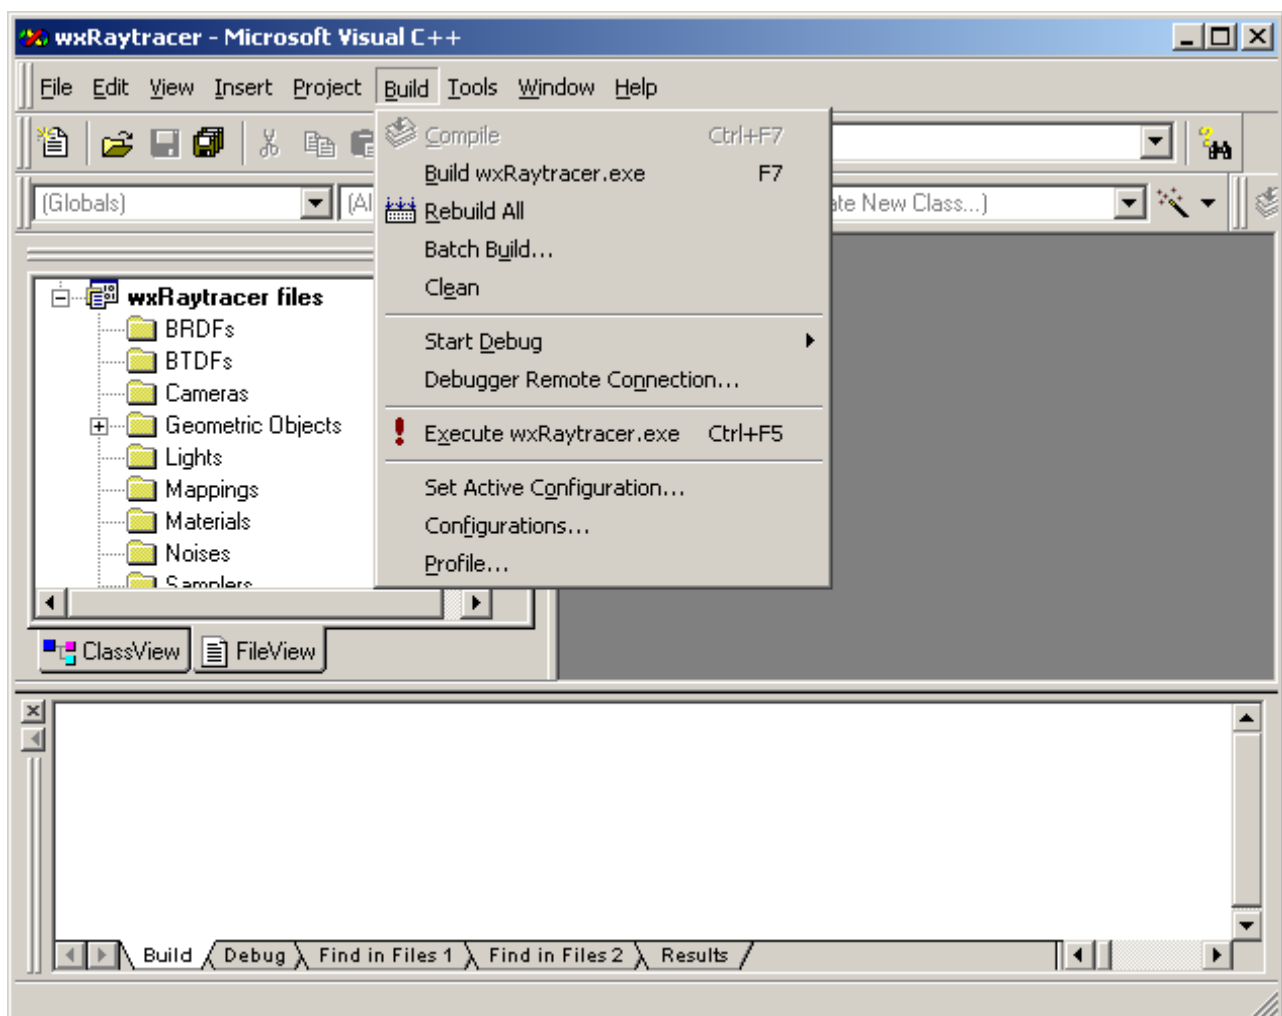 wxRaytracer - Microsoft Visual C++
File Edit View Insert Project Build Tools Window Help
Compile Ctrl+F7
Build wxRaytracer.exe F7
(Globals)
Rebuild All
Batch Build...
Clean
wxRaytracer files
BRDFs
BTDFs
Cameras
Geometric Objects
Lights
Mappings
Materials
Noises
Samplers
Start Debug
Debugger Remote Connection...
Execute wxRaytracer.exe Ctrl+F5
Set Active Configuration...
Configurations...
Profile...
(Al
ate New Class...)
ClassView FileView
Build Debug Find in Files 1 Find in Files 2 Results